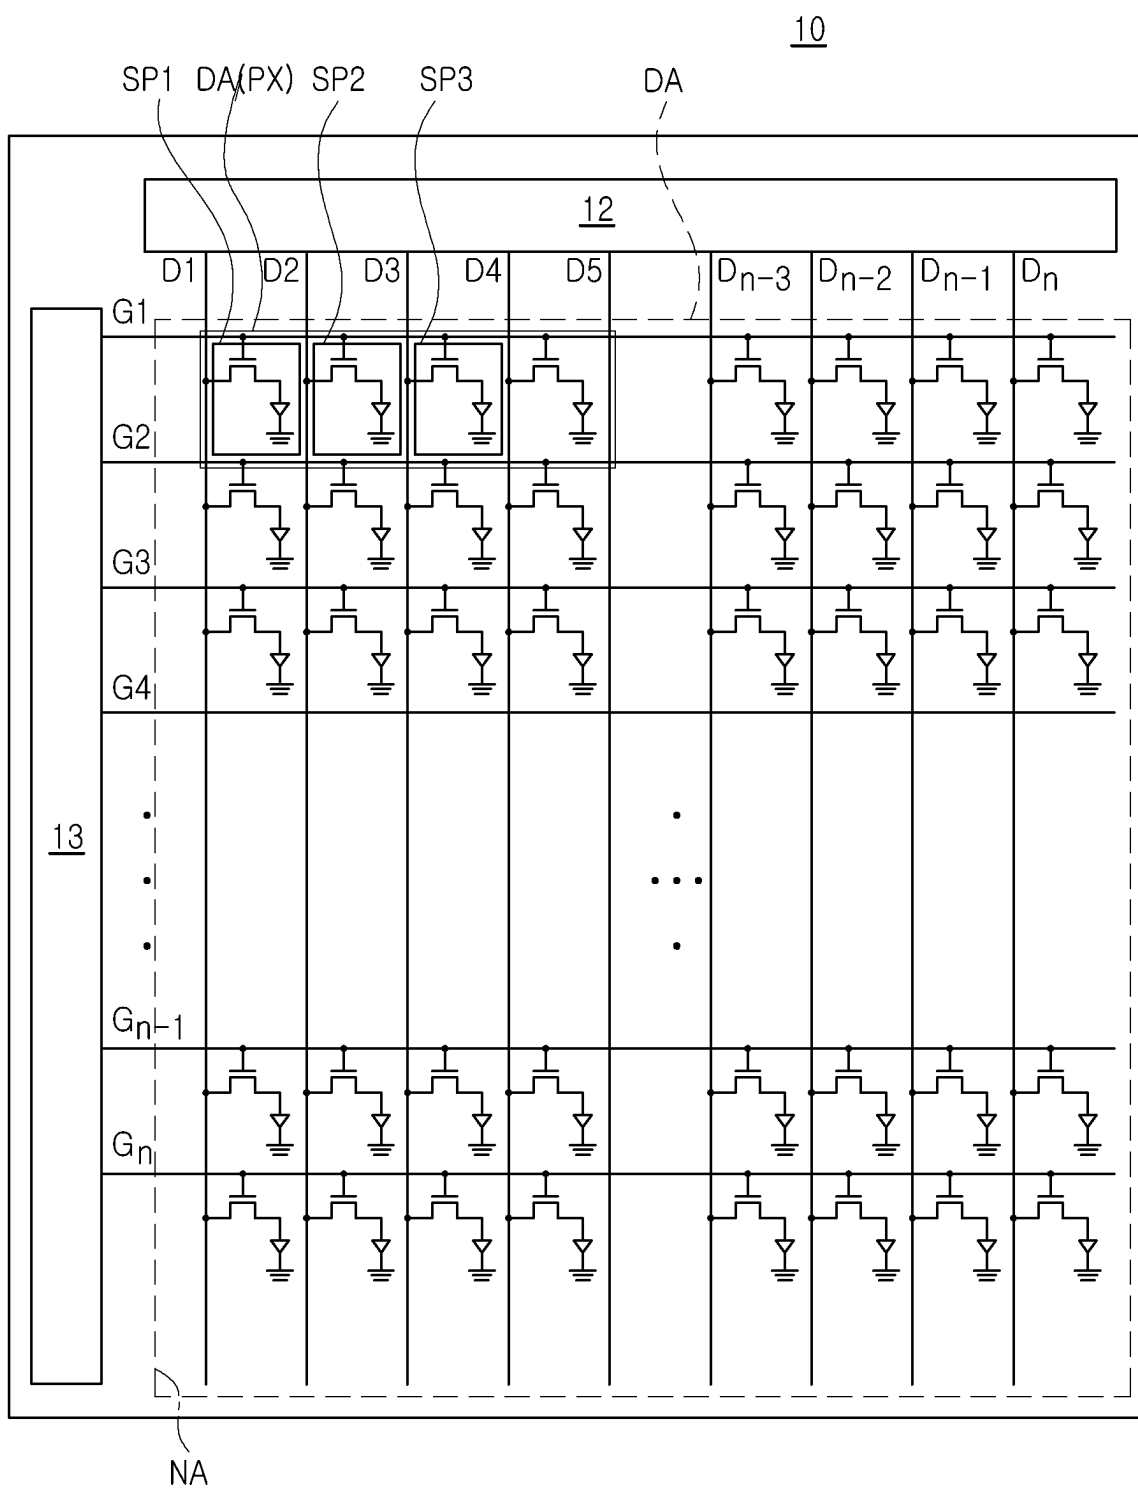 10
SP1 DA(PX) SP2 SP3 DA
12
D1 D2 D3 D4 D5 Dn-3 Dn-2 Dn-1 Dn
G1
G2
G3
G4
13
Gn-1
Gn
NA